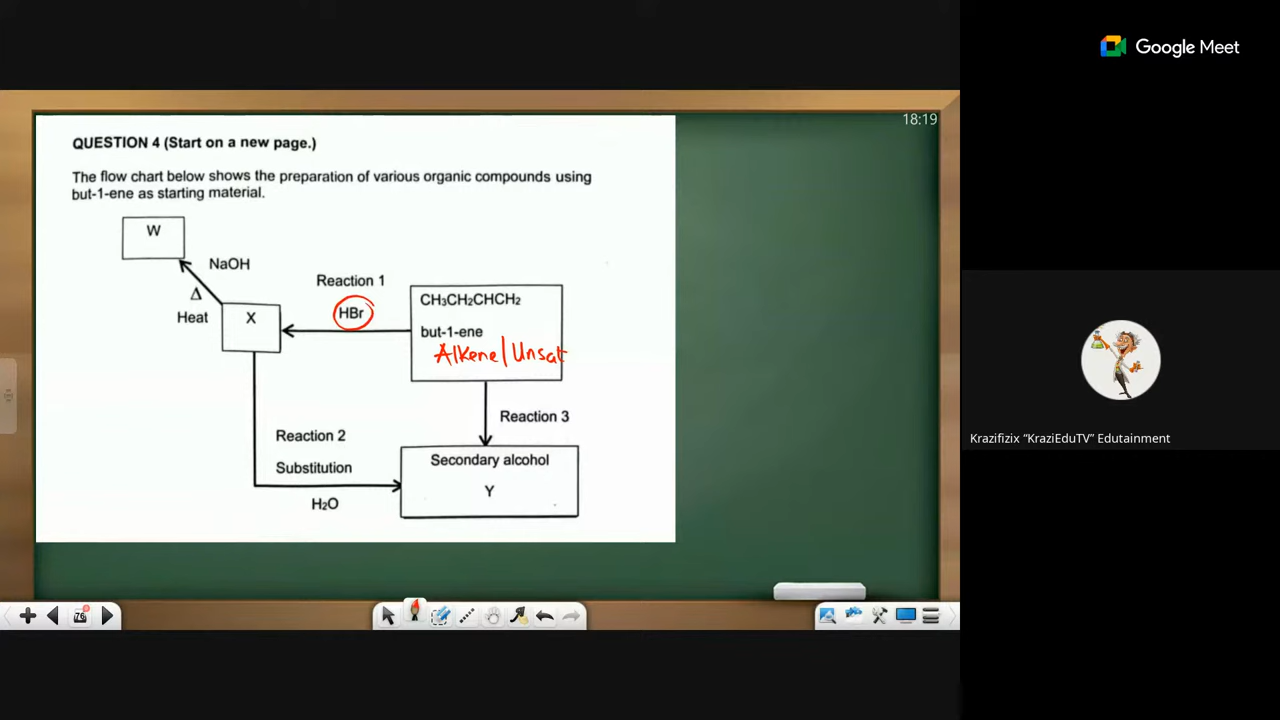 Google Meet
18:19
QUESTION 4 (Start on a new page.)
The flow chart below shows the preparation of various organic compounds using
but-1-ene as starting material.
W
NaOH
Δ
Heat
X
Reaction 1
HBr
CH₃CH₂CHCH₂
but-1-ene
Alkene/Unsat
Reaction 3
Reaction 2
Substitution
H₂O
Secondary alcohol
Y
Krazifizix “KraziEduTV” Edutainment
76